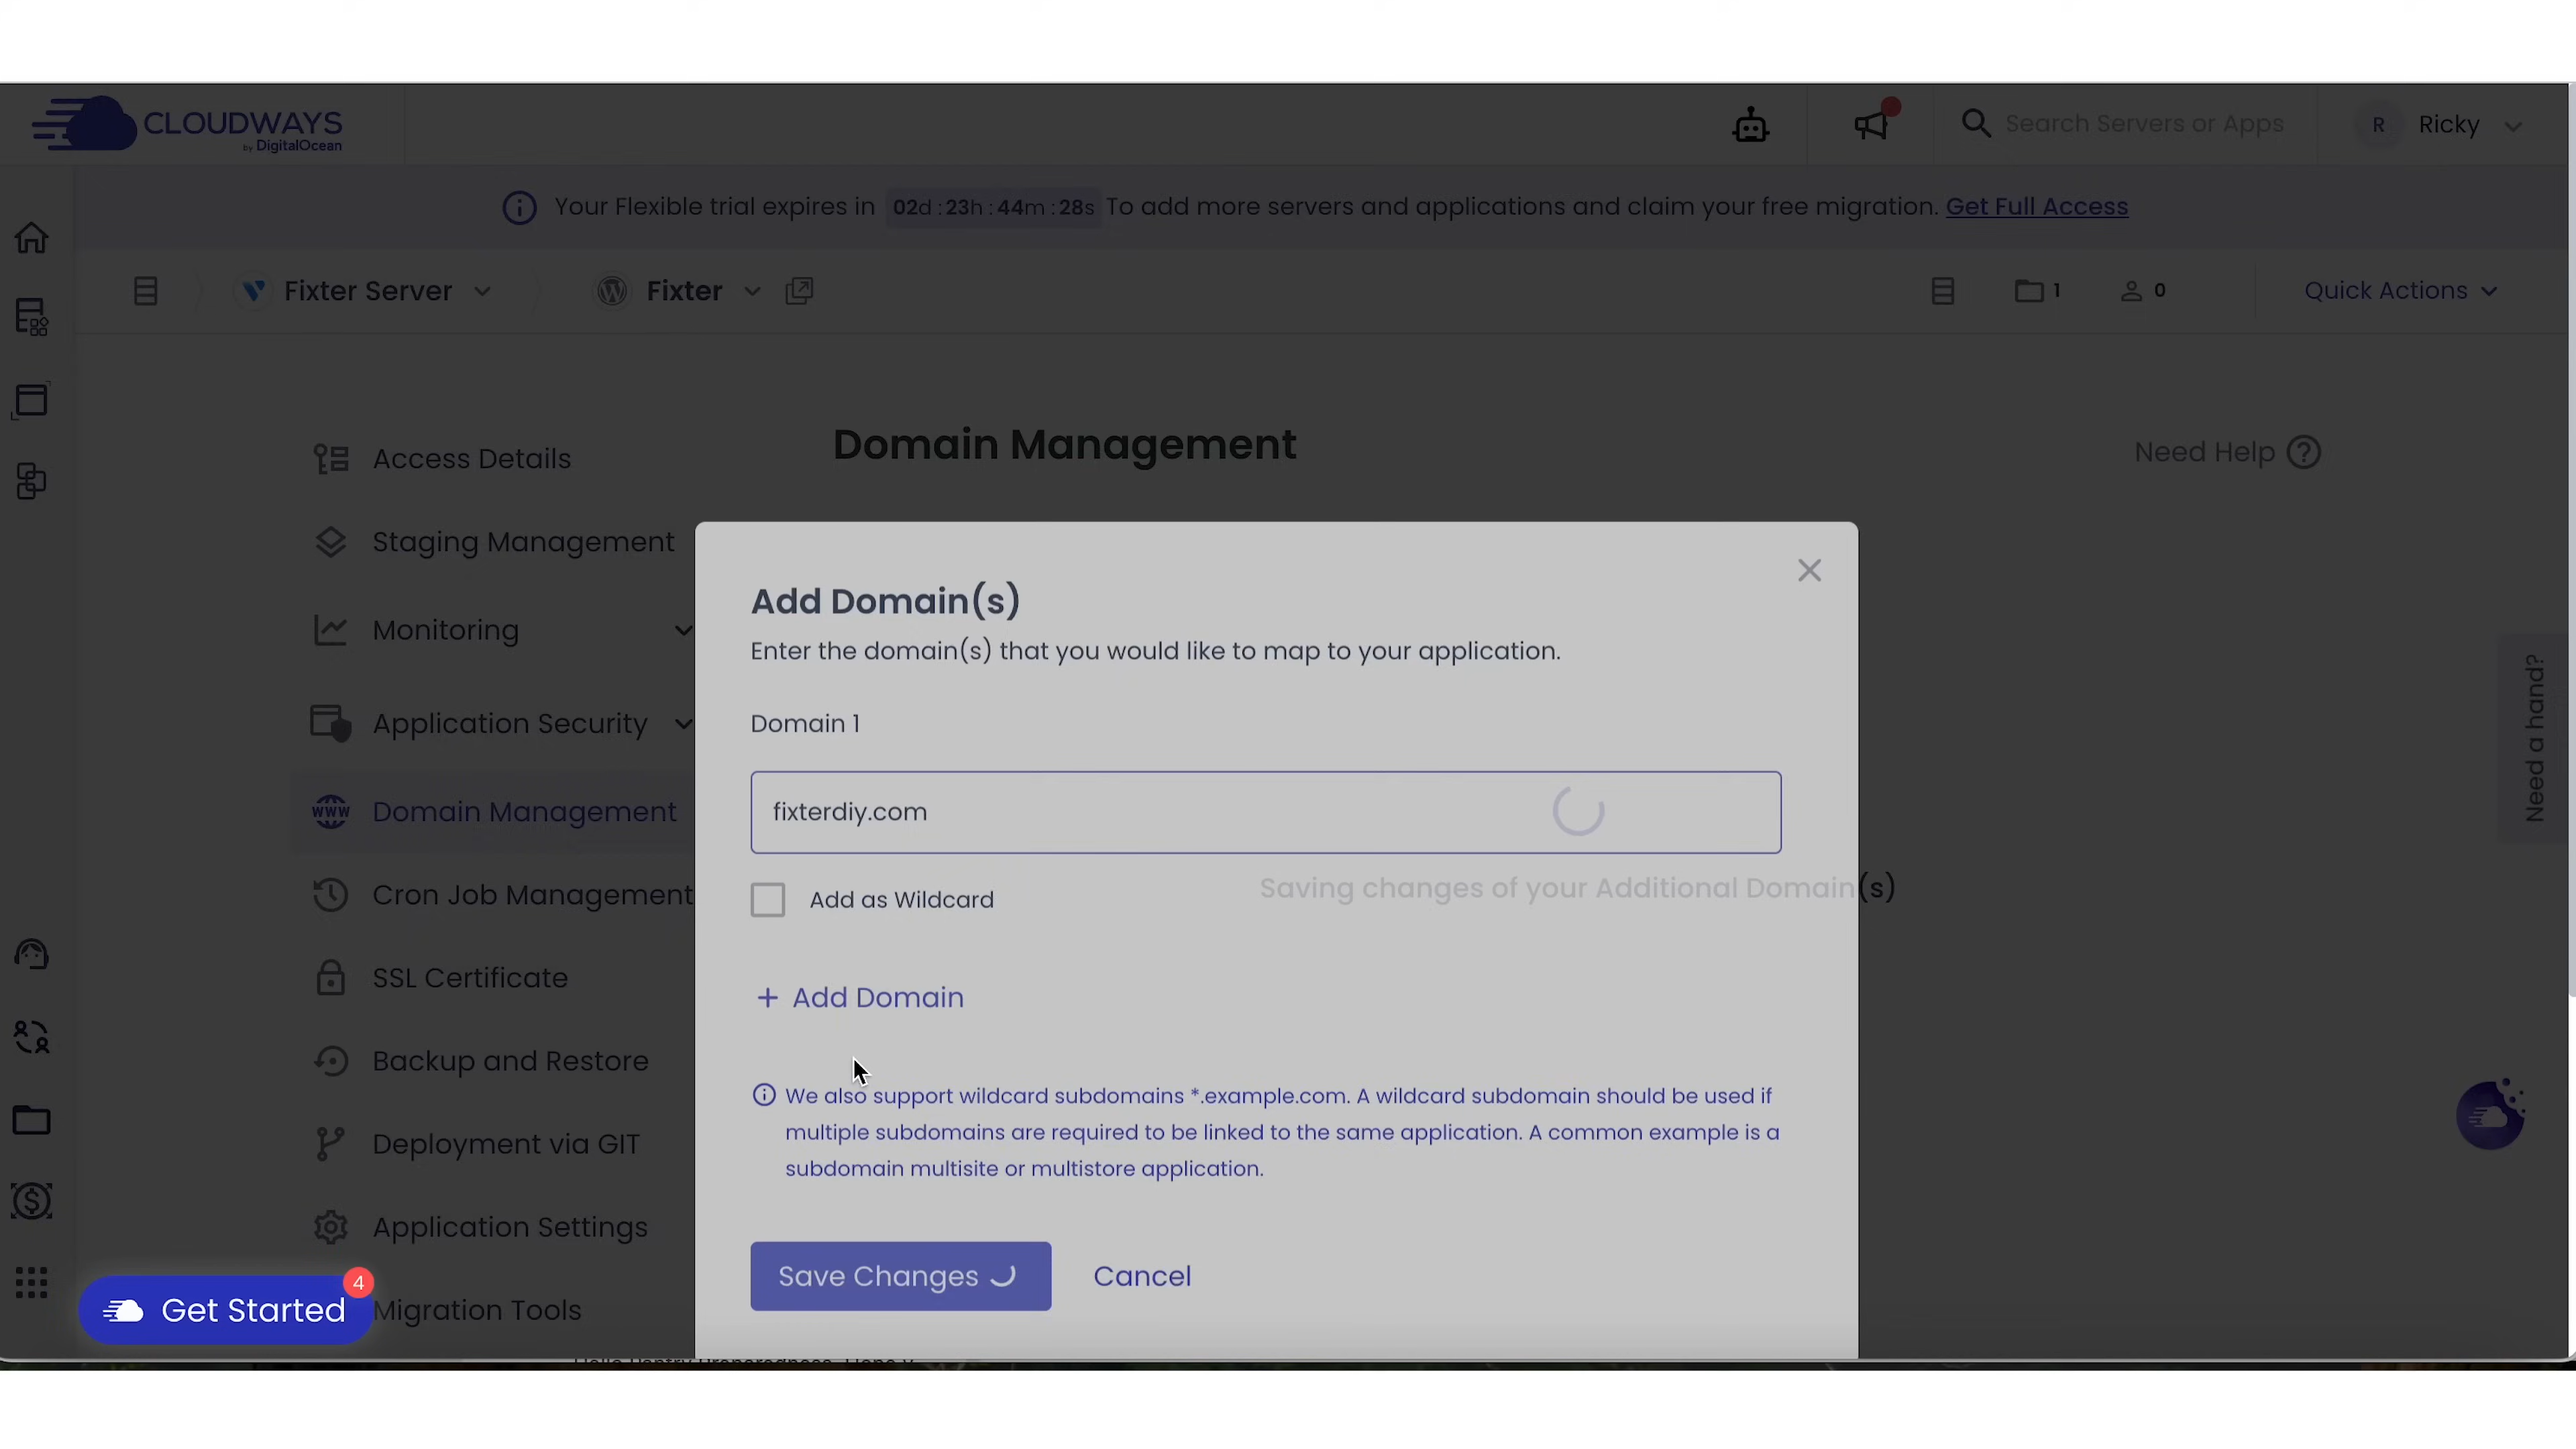 CLOUDWAYS
by DigitalOcean
Search Servers or Apps
R
Ricky
Your Flexible trial expires in 02d : 23h : 44m : 28s To add more servers and applications and claim your free migration. Get Full Access
Fixter Server
Fixter
1
0
Quick Actions
Access Details
Staging Management
Monitoring
Application Security
www
Domain Management
Cron Job Management
SSL Certificate
Backup and Restore
Deployment via GIT
Application Settings
Migration Tools
4
Get Started
Domain Management
Need Help
Add Domain(s)
Enter the domain(s) that you would like to map to your application.
Domain 1
fixterdiy.com
Saving changes of your Additional Domain(s)
Add as Wildcard
+ Add Domain
We also support wildcard subdomains *.example.com. A wildcard subdomain should be used if
multiple subdomains are required to be linked to the same application. A common example is a
subdomain multisite or multistore application.
Save Changes
Cancel
Need a hand?